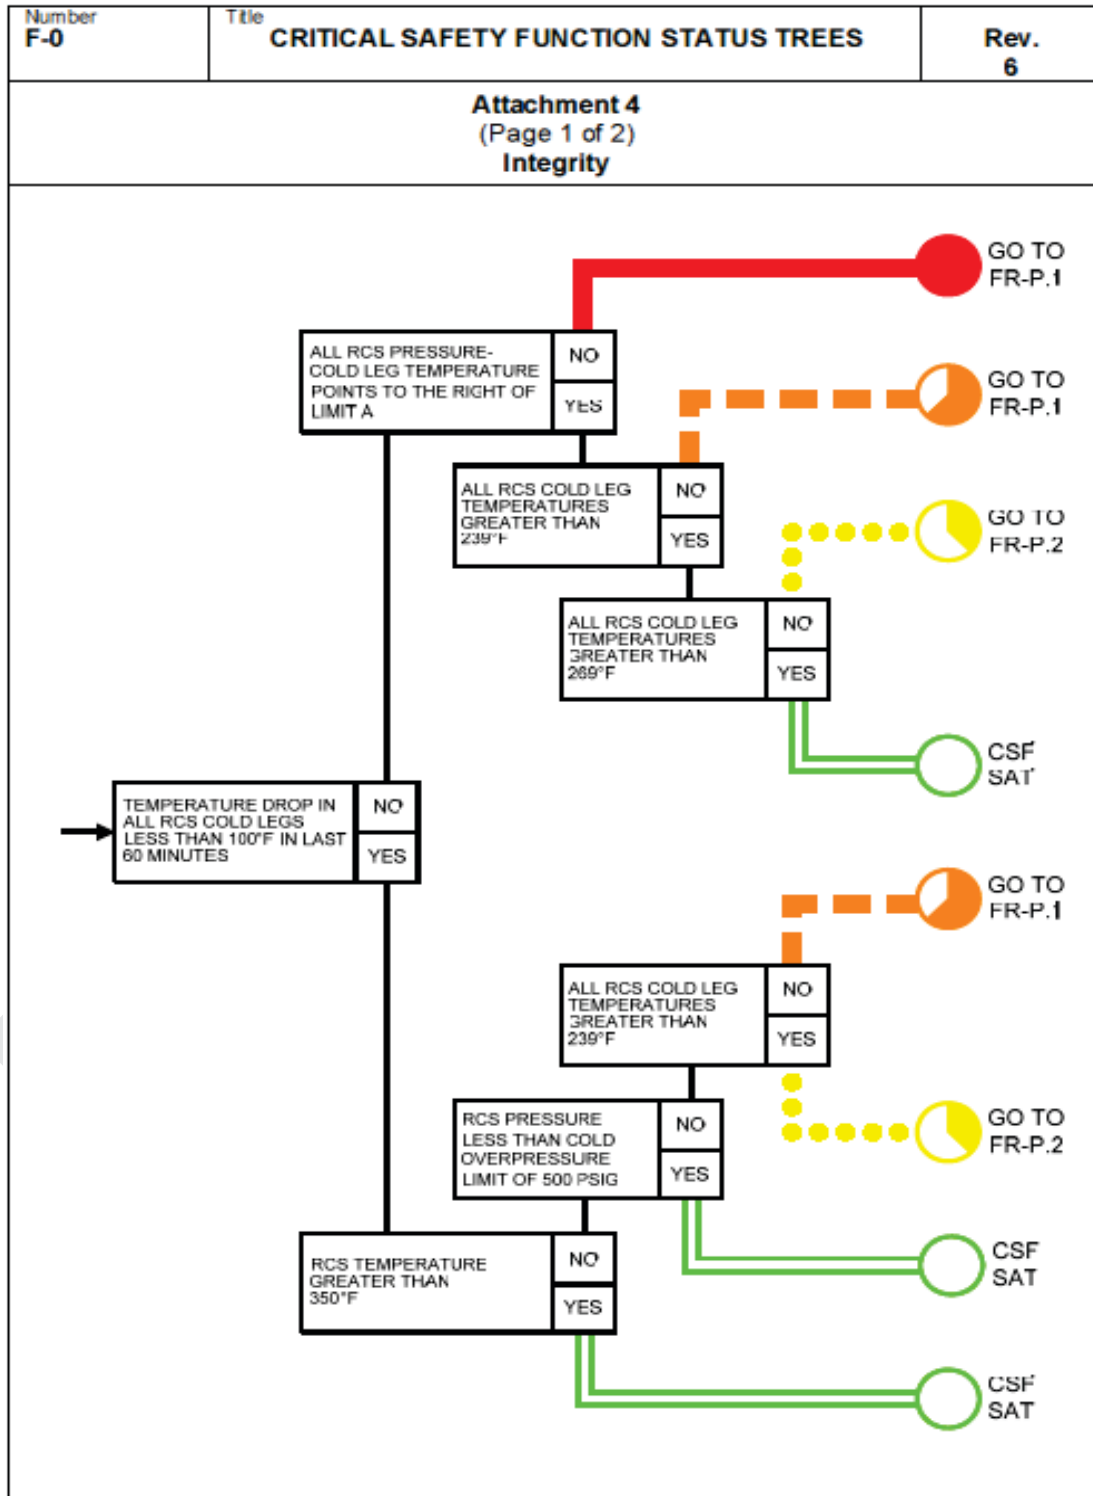 Number
F-0
Title
CRITICAL SAFETY FUNCTION STATUS TREES
Rev.
6
Attachment 4
(Page 1 of 2)
Integrity
GO TO
FR-P.1
ALL RCS PRESSURE-
COLD LEG TEMPERATURE
POINTS TO THE RIGHT OF
LIMIT A
NO
YES
GO TO
FR-P.1
ALL RCS COLD LEG
TEMPERATURES
GREATER THAN
239°F
NO
YES
GO TO
FR-P.2
ALL RCS COLD LEG
TEMPERATURES
GREATER THAN
269°F
NO
YES
CSF
SAT
TEMPERATURE DROP IN
ALL RCS COLD LEGS
LESS THAN 100°F IN LAST
60 MINUTES
NO
YES
GO TO
FR-P.1
ALL RCS COLD LEG
TEMPERATURES
GREATER THAN
239°F
NO
YES
GO TO
FR-P.2
RCS PRESSURE
LESS THAN COLD
OVERPRESSURE
LIMIT OF 500 PSIG
NO
YES
CSF
SAT
RCS TEMPERATURE
GREATER THAN
350°F
NO
YES
CSF
SAT